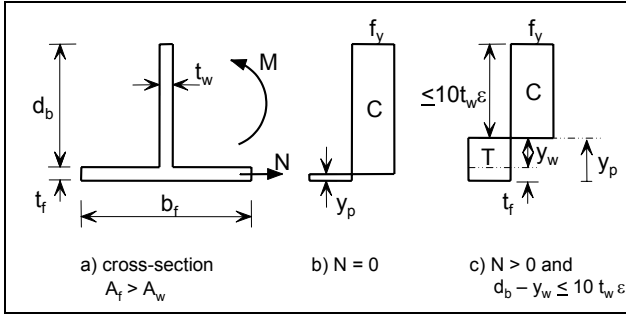 f_y
f_y
M
t_w
≤10t_wε
C
C
d_b
N
T
y_w
y_p
t_f
y_p
t_f
b_f
a) cross-section
A_f > A_w
b) N = 0
c) N > 0 and
d_b – y_w ≤ 10 t_w ε